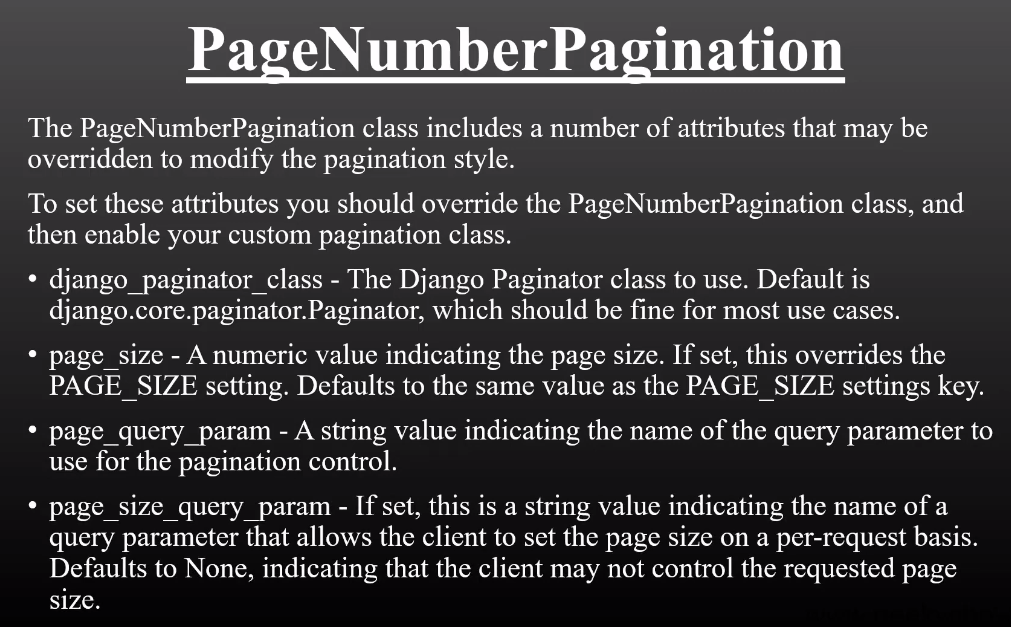 PageNumberPagination
The PageNumberPagination class includes a number of attributes that may be
overridden to modify the pagination style.
To set these attributes you should override the PageNumberPagination class, and
then enable your custom pagination class.
• django_paginator_class - The Django Paginator class to use. Default is
django.core.paginator.Paginator, which should be fine for most use cases.
• page_size - A numeric value indicating the page size. If set, this overrides the
PAGE_SIZE setting. Defaults to the same value as the PAGE_SIZE settings key.
• page_query_param - A string value indicating the name of the query parameter to
use for the pagination control.
• page_size_query_param - If set, this is a string value indicating the name of a
query parameter that allows the client to set the page size on a per-request basis.
Defaults to None, indicating that the client may not control the requested page
size.